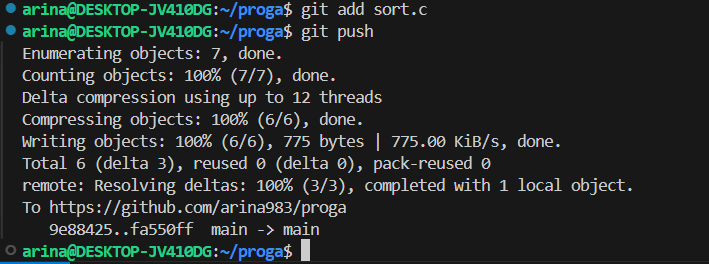 arina@DESKTOP-JV410DG:~/proga$ git add sort.c
arina@DESKTOP-JV410DG:~/proga$ git push
Enumerating objects: 7, done.
Counting objects: 100% (7/7), done.
Delta compression using up to 12 threads
Compressing objects: 100% (6/6), done.
Writing objects: 100% (6/6), 775 bytes | 775.00 KiB/s, done.
Total 6 (delta 3), reused 0 (delta 0), pack-reused 0
remote: Resolving deltas: 100% (3/3), completed with 1 local object.
To https://github.com/arina983/proga
   9e88425..fa550ff  main -> main
arina@DESKTOP-JV410DG:~/proga$